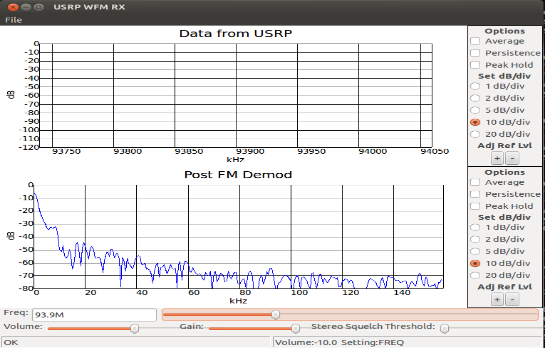 USRP WFM RX
File
Data from USRP
0
-10
-20
-30
-40
-50
-60
-70
-80
-90
-100
-110
-120
dB
93750 93800 93850 93900 93950 94000 94050
kHz
Options
Average
Persistence
Peak Hold
Set dB/div
1 dB/div
2 dB/div
5 dB/div
10 dB/div
20 dB/div
Adj Ref Lvl
+ -
Post FM Demod
0
-10
-20
-30
-40
-50
-60
-70
-80
dB
0 20 40 60 80 100 120 140
kHz
Options
Average
Persistence
Peak Hold
Set dB/div
1 dB/div
2 dB/div
5 dB/div
10 dB/div
20 dB/div
Adj Ref Lvl
+ -
Freq: 93.9M
Volume: Gain: Stereo Squelch Threshold:
OK Volume:-10.0 Setting:FREQ